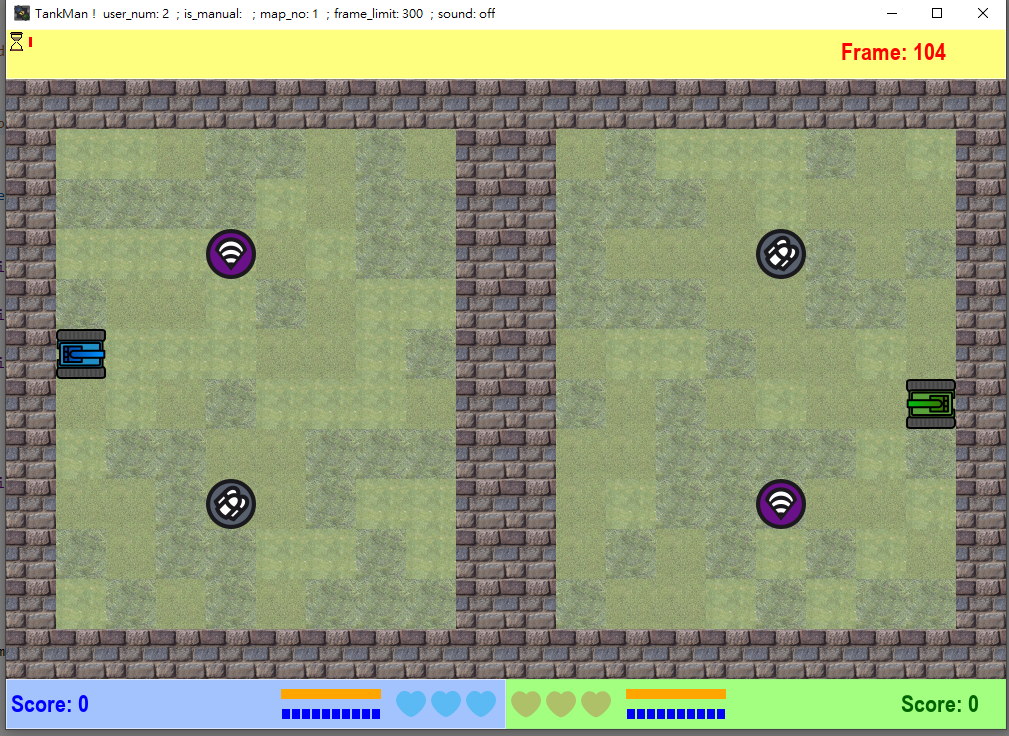 TankMan !  user_num: 2  ; is_manual:   ; map_no: 1  ; frame_limit: 300  ; sound: off
Frame: 104
Score: 0
Score: 0